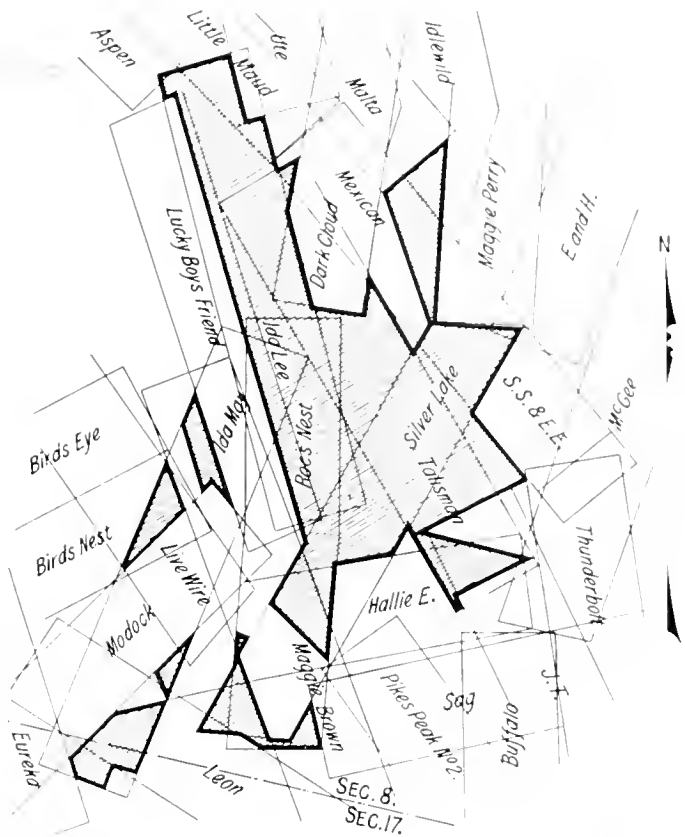 Aspen
Little Maud
Ute
Malta
Idlewild
Mexican
Maggie Perry
E and H.
N
Dark Cloud
Lucky Boys Friend
Ida Lee
Rocs Nest
Silver Lake
Talisman
S.S. & E.E.
McGee
Ida May
Birds Eye
Birds Nest
Live Wire
Modock
Hallie E.
Thunderbolt
Maggie Brown
Pikes Peak No 2
Sag
Buffalo
J.F.
Eureka
Leon
SEC. 8.
SEC. 17.